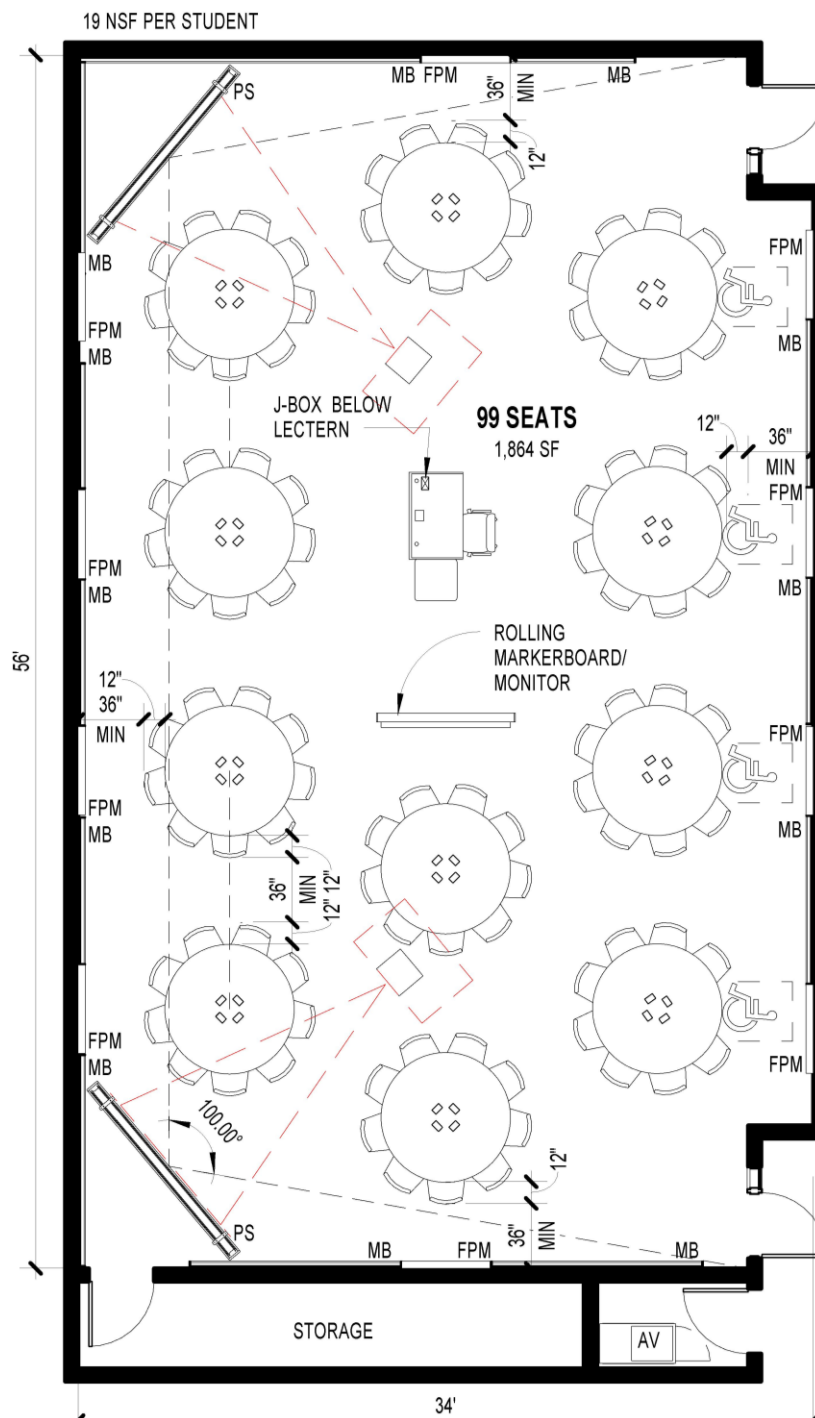 19 NSF PER STUDENT
MB FPM
MB
PS
36"
MIN
12"
MB
FPM
MB
FPM
MB
J-BOX BELOW
LECTERN
99 SEATS
1,864 SF
12"
36"
MIN
FPM
MB
FPM
MB
56'
ROLLING
MARKERBOARD/
MONITOR
12"
36"
MIN
FPM
MB
FPM
MB
36"
MIN
12" 12"
FPM
MB
FPM
100.00°
PS
12"
36"
MIN
MB
FPM
MB
STORAGE
AV
34'